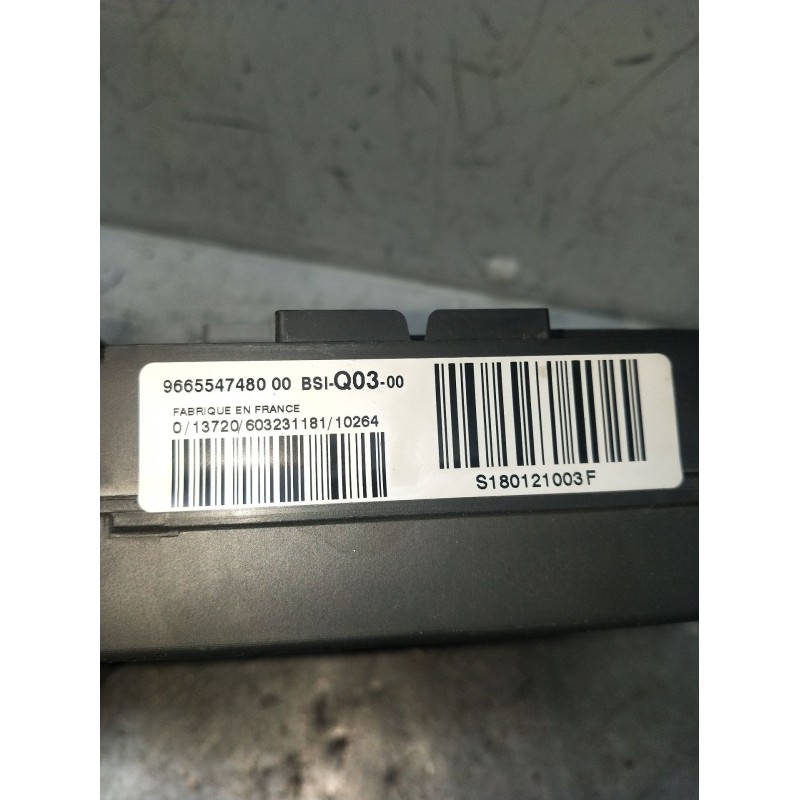 9665547480 00 BSI-Q03-00
FABRIQUE EN FRANCE
0/13720/603231181/10264
S180121003F